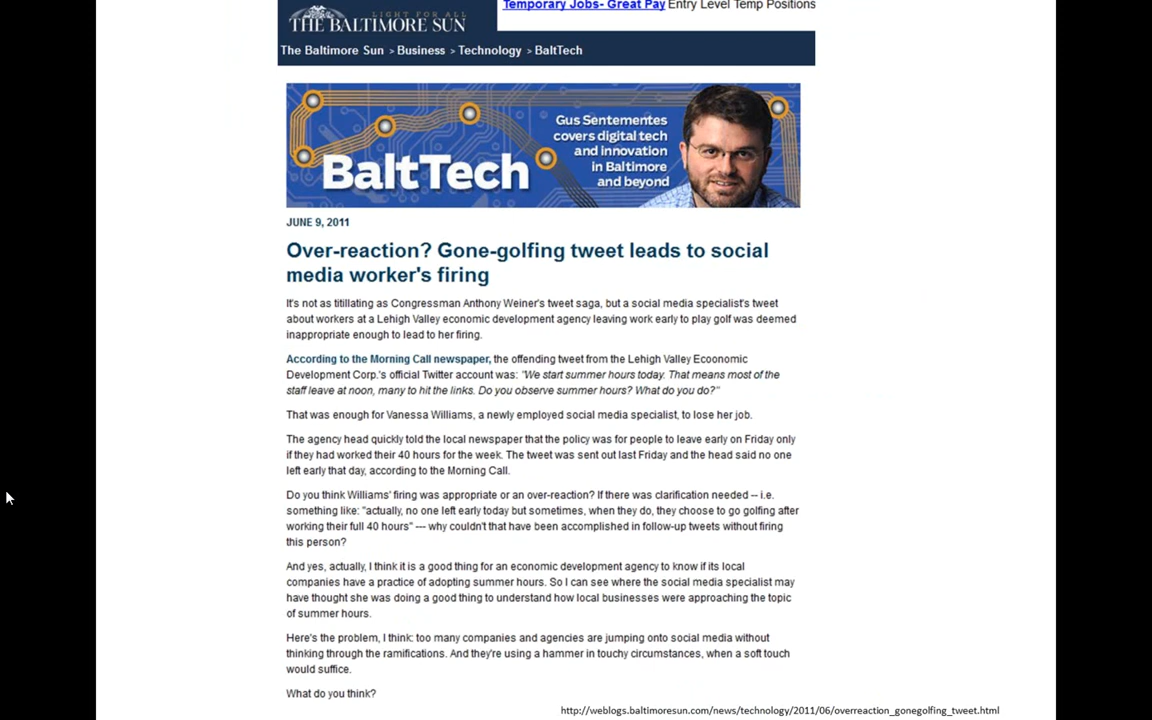 Temporary Jobs- Great Pay Entry Level Temp Positions
LIGHT FOR ALL
THE BALTIMORE SUN
The Baltimore Sun > Business > Technology > BaltTech
Gus Sentementes
covers digital tech
and innovation
in Baltimore
and beyond
BaltTech
JUNE 9, 2011
Over-reaction? Gone-golfing tweet leads to social
media worker's firing
It's not as titillating as Congressman Anthony Weiner's tweet saga, but a social media specialist's tweet
about workers at a Lehigh Valley economic development agency leaving work early to play golf was deemed
inappropriate enough to lead to her firing.
According to the Morning Call newspaper, the offending tweet from the Lehigh Valley Ecoonomic
Development Corp.'s official Twitter account was: "We start summer hours today. That means most of the
staff leave at noon, many to hit the links. Do you observe summer hours? What do you do?"
That was enough for Vanessa Williams, a newly employed social media specialist, to lose her job.
The agency head quickly told the local newspaper that the policy was for people to leave early on Friday only
if they had worked their 40 hours for the week. The tweet was sent out last Friday and the head said no one
left early that day, according to the Morning Call.
Do you think Williams' firing was appropriate or an over-reaction? If there was clarification needed -- i.e.
something like: "actually, no one left early today but sometimes, when they do, they choose to go golfing after
working their full 40 hours" --- why couldn't that have been accomplished in follow-up tweets without firing
this person?
And yes, actually, I think it is a good thing for an economic development agency to know if its local
companies have a practice of adopting summer hours. So I can see where the social media specialist may
have thought she was doing a good thing to understand how local businesses were approaching the topic
of summer hours.
Here's the problem, I think: too many companies and agencies are jumping onto social media without
thinking through the ramifications. And they're using a hammer in touchy circumstances, when a soft touch
would suffice.
What do you think?
http://weblogs.baltimoresun.com/news/technology/2011/06/overreaction_gonegolfing_tweet.html